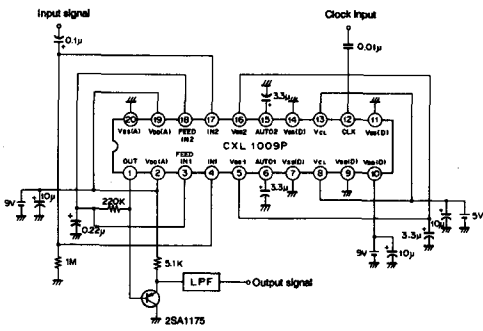 Input signal
Clock input
0.1μ
0.01μ
3.3μ
20 19 18 17 16 15 14 13 12 11
VSS(A) VDD(A) FEED IN2 IN2 VGG2 AUTO2 VSS(D) VCL CLK VSS(D)
CXL 1009P
OUT VDD(A) FEED IN1 IN1 VGG1 AUTO1 VSS(D) VCL VSS(D) VDD(D)
1 2 3 4 5 6 7 8 9 10
9V
10μ
220K
0.22μ
3.3μ
10μ
5V
3.3μ
1M
5.1K
9V
10μ
LPF
Output signal
2SA1175